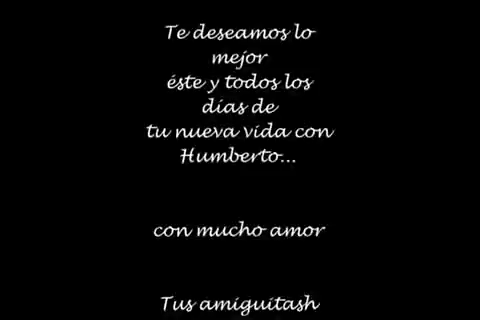 Te deseamos lo
mejor
éste y todos los
días de
tu nueva vida con
Humberto...
con mucho amor
Tus amiguitash